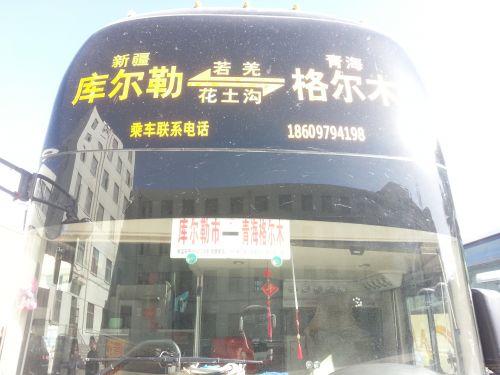 新疆 若羌 青海
库尔勒 格尔木
花土沟
乘车联系电话 18609794198
库尔勒市 — 青海格尔木